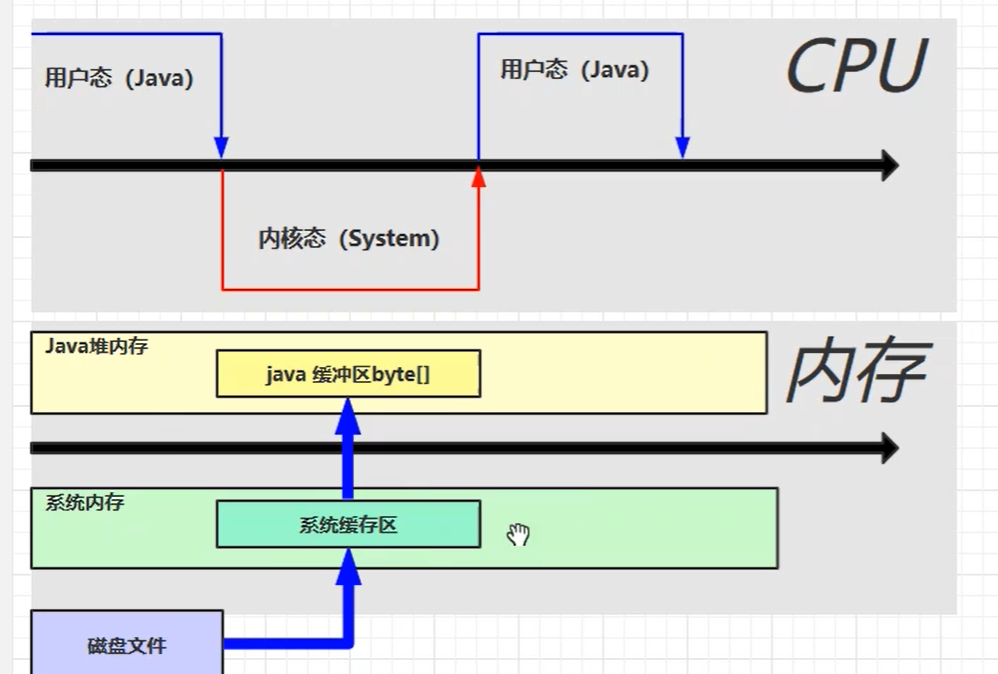 CPU
用户态（Java）
用户态（Java）
内核态（System）
Java堆内存
内存
java 缓冲区byte[]
系统内存
系统缓存区
磁盘文件